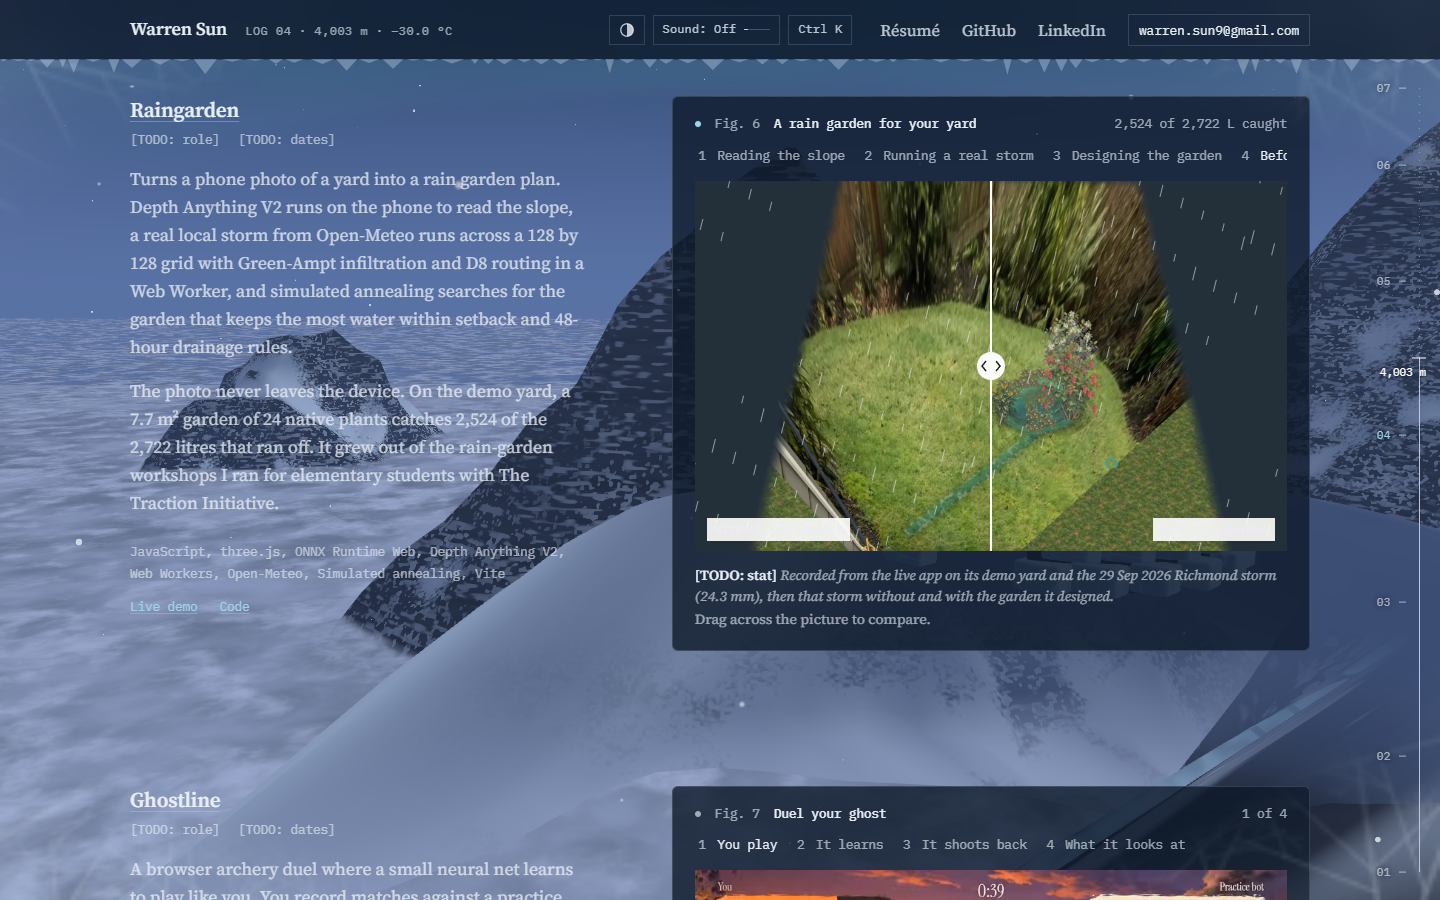 Warren Sun LOG 04 · 4,003 m · −30.0 °C Sound: Off Ctrl K Résumé GitHub LinkedIn warren.sun9@gmail.com
Raingarden
[TODO: role] [TODO: dates]
Turns a phone photo of a yard into a rain garden plan.
Depth Anything V2 runs on the phone to read the slope,
a real local storm from Open-Meteo runs across a 128 by
128 grid with Green-Ampt infiltration and D8 routing in a
Web Worker, and simulated annealing searches for the
garden that keeps the most water within setback and 48-
hour drainage rules.
The photo never leaves the device. On the demo yard, a
7.7 m² garden of 24 native plants catches 2,524 of the
2,722 litres that ran off. It grew out of the rain-garden
workshops I ran for elementary students with The
Traction Initiative.
JavaScript, three.js, ONNX Runtime Web, Depth Anything V2,
Web Workers, Open-Meteo, Simulated annealing, Vite
Live demo Code
Fig. 6 A rain garden for your yard 2,524 of 2,722 L caught
1 Reading the slope 2 Running a real storm 3 Designing the garden 4 Befo
[TODO: stat] Recorded from the live app on its demo yard and the 29 Sep 2026 Richmond storm
(24.3 mm), then that storm without and with the garden it designed.
Drag across the picture to compare.
07
06
05
4,003 m
04
03
02
01
Ghostline
[TODO: role] [TODO: dates]
A browser archery duel where a small neural net learns
to play like you. You record matches against a practice
Fig. 7 Duel your ghost 1 of 4
1 You play 2 It learns 3 It shoots back 4 What it looks at
You 0:39 Practice bot